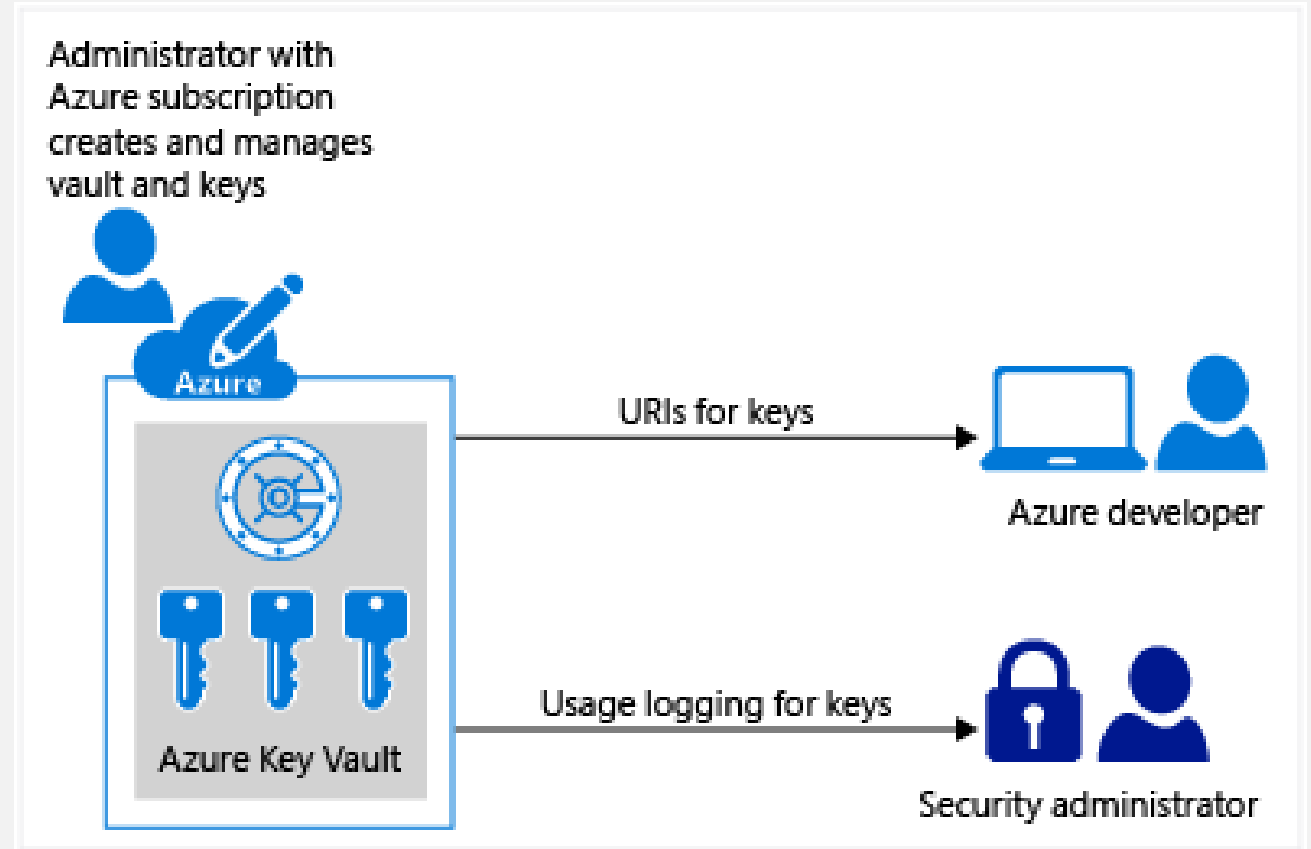 Administrator with
Azure subscription
creates and manages
vault and keys
Azure
URIs for keys
Azure developer
Usage logging for keys
Azure Key Vault
Security administrator